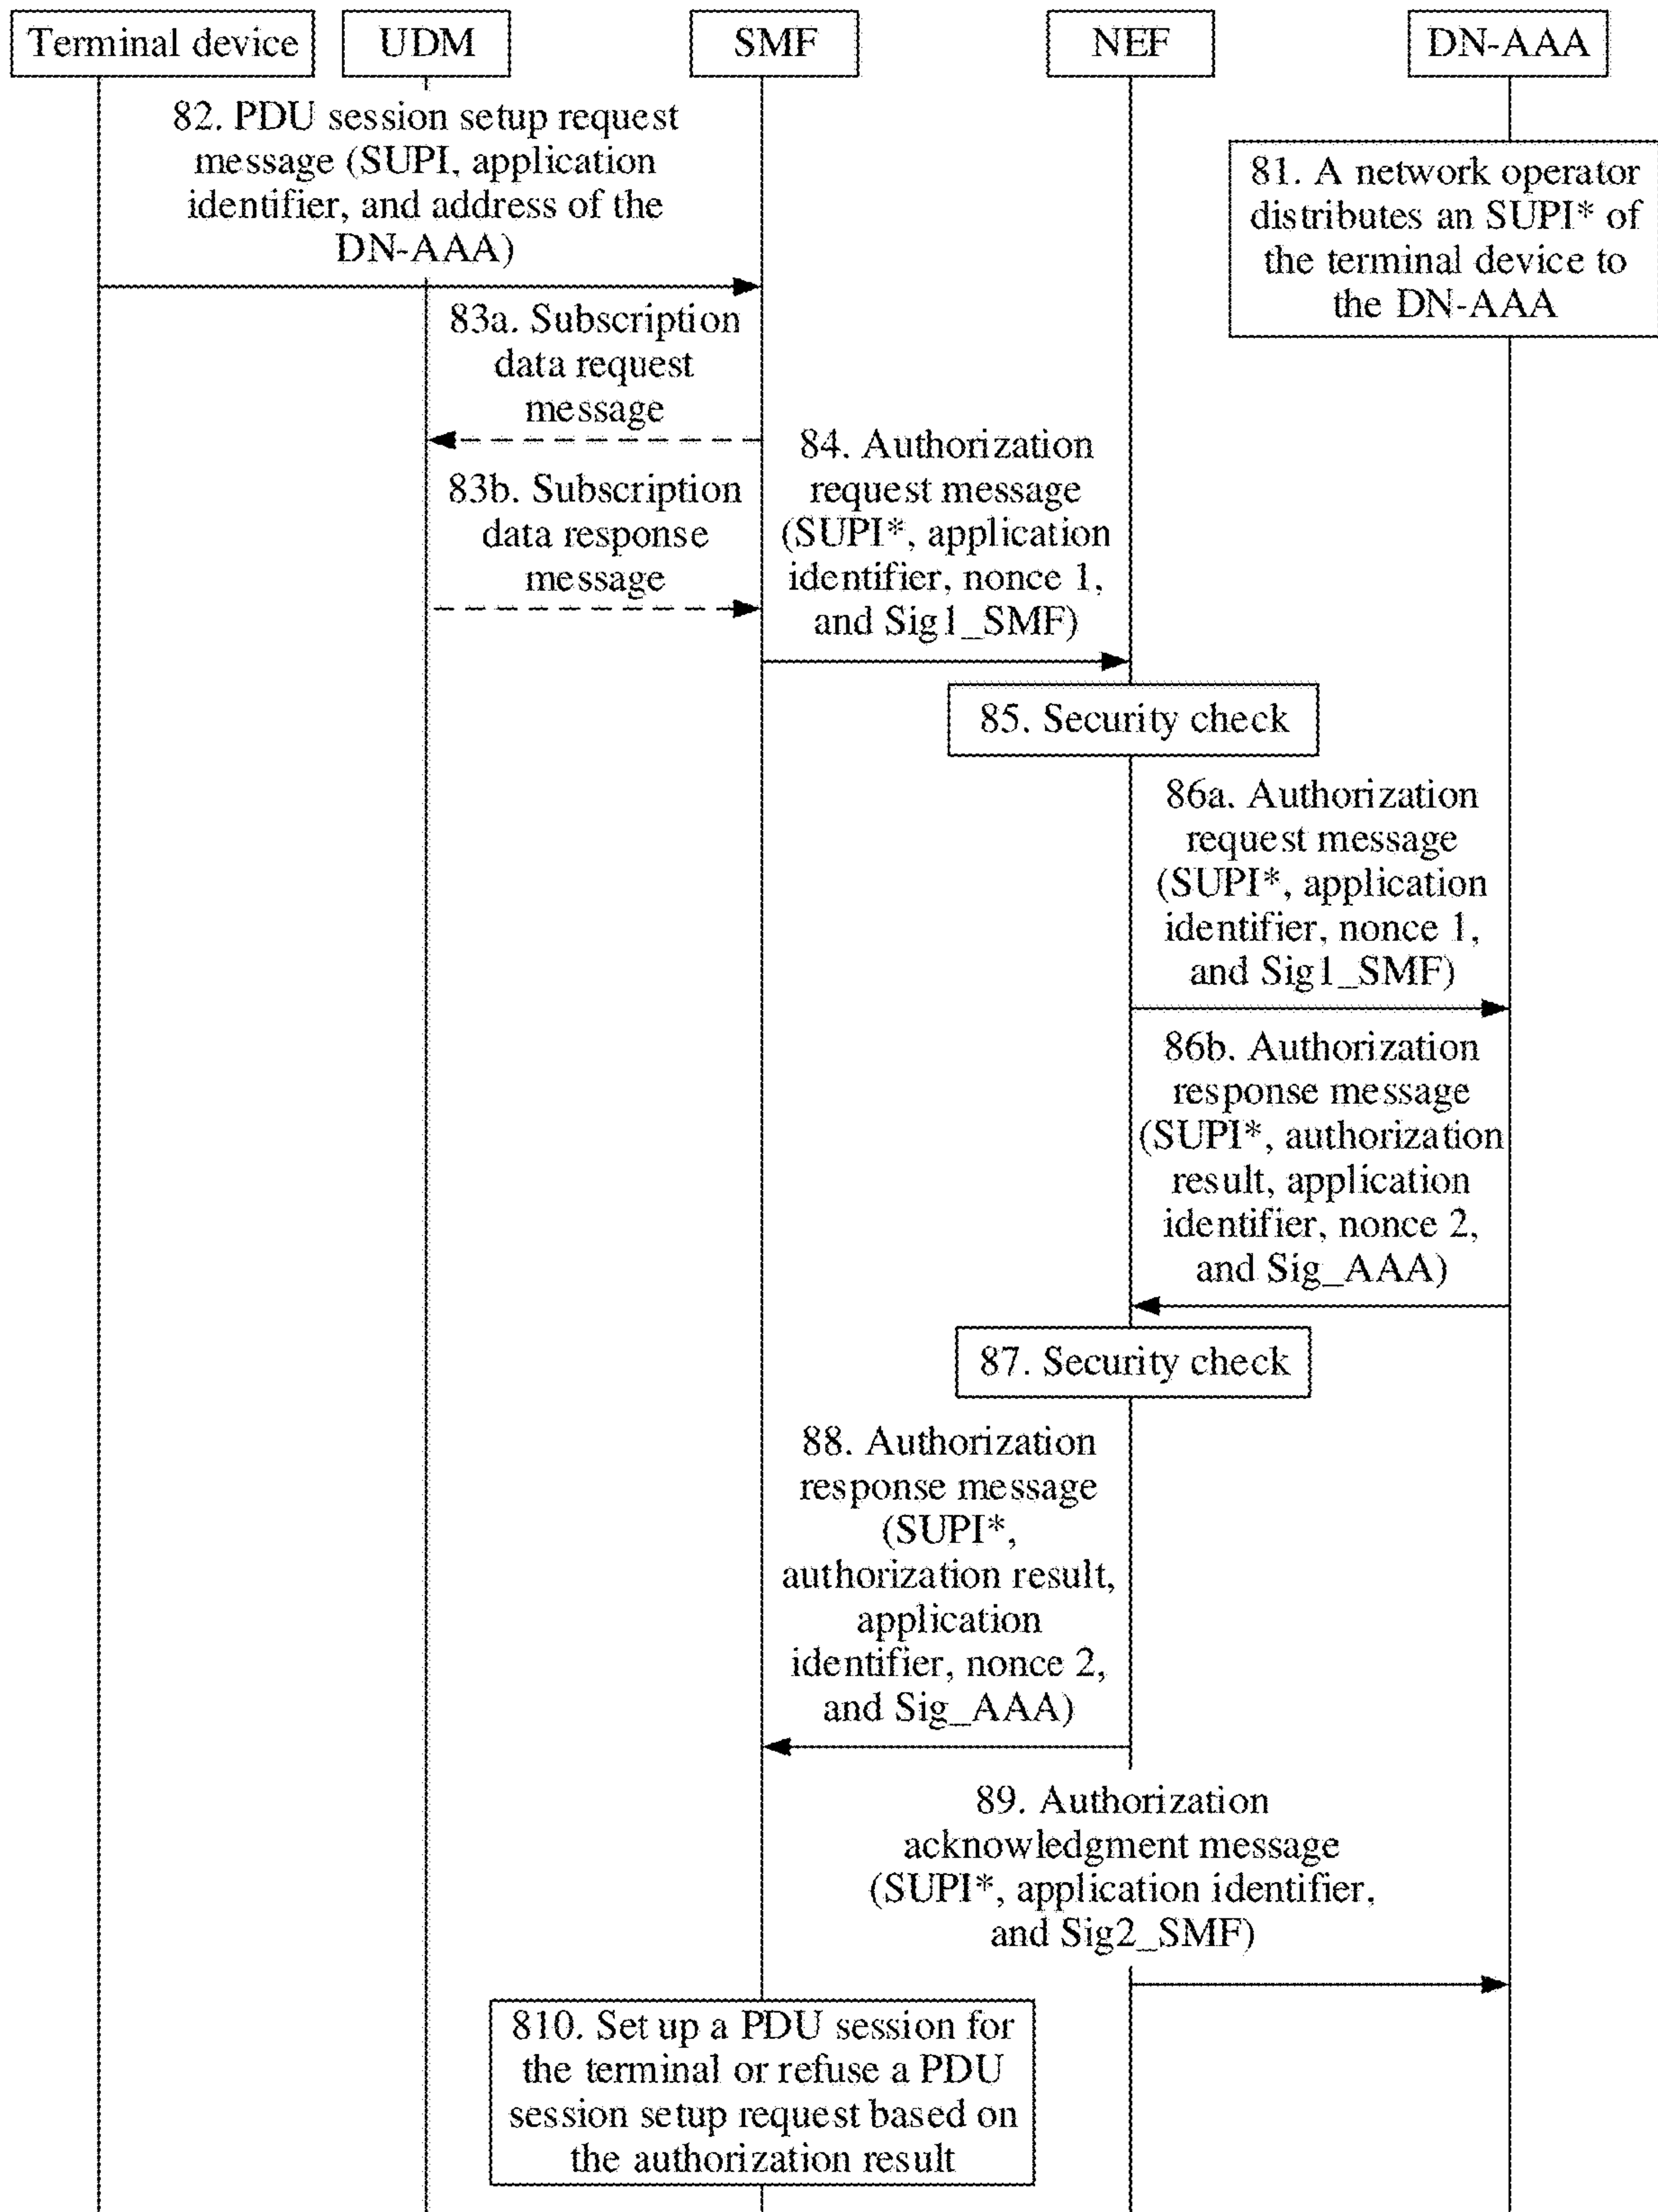 Terminal device
UDM
SMF
NEF
DN-AAA
82. PDU session setup request
message (SUPI, application
identifier, and address of the
DN-AAA)
81. A network operator
distributes an SUPI* of
the terminal device to
the DN-AAA
83a. Subscription
data request
message
83b. Subscription
data response
message
84. Authorization
request message
(SUPI*, application
identifier, nonce 1,
and Sig1_SMF)
85. Security check
86a. Authorization
request message
(SUPI*, application
identifier, nonce 1,
and Sig1_SMF)
86b. Authorization
response message
(SUPI*, authorization
result, application
identifier, nonce 2,
and Sig_AAA)
87. Security check
88. Authorization
response message
(SUPI*,
authorization result,
application
identifier, nonce 2,
and Sig_AAA)
89. Authorization
acknowledgment message
(SUPI*, application identifier,
and Sig2_SMF)
810. Set up a PDU session for
the terminal or refuse a PDU
session setup request based on
the authorization result